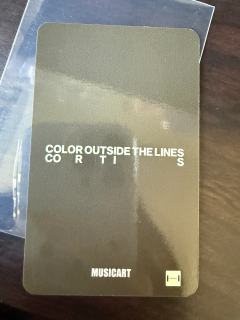 COLOR OUTSIDE THE LINES
CO R TI S
MUSICART